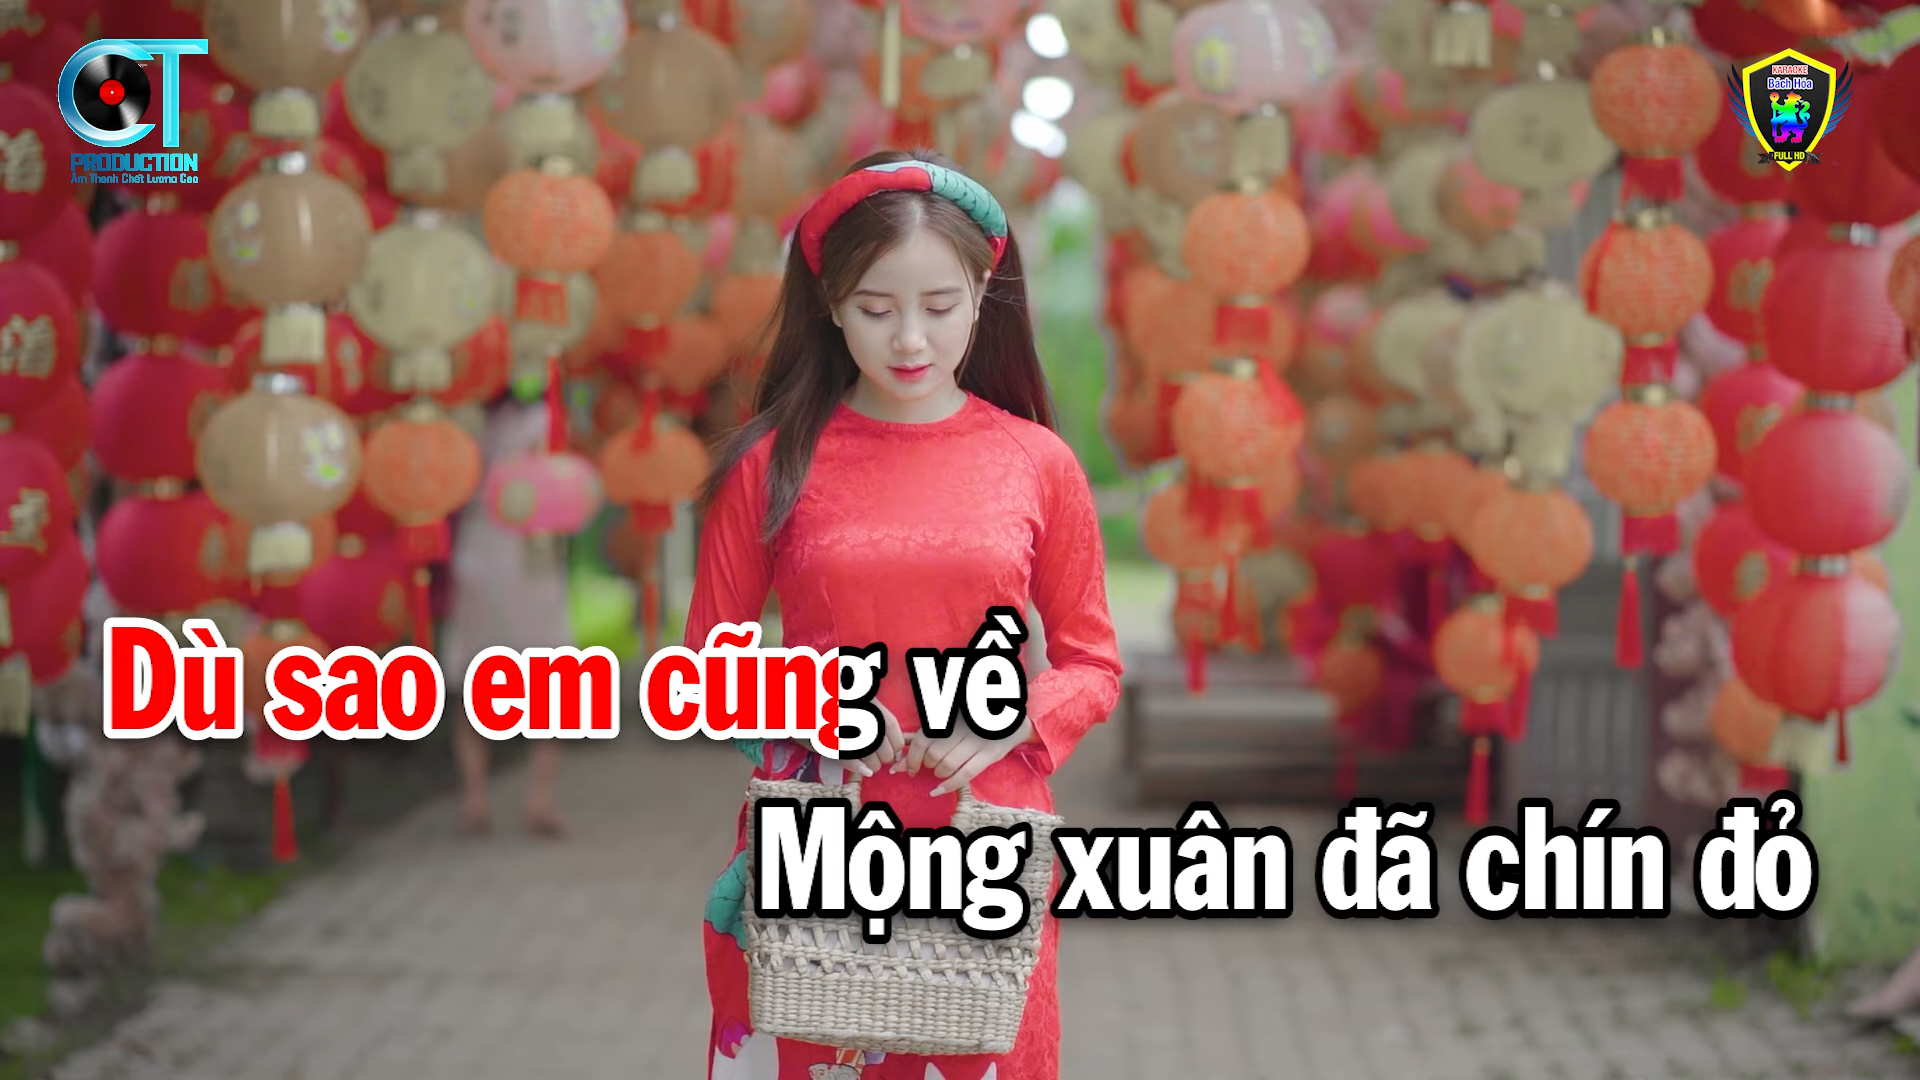 CT
PRODUCTION
Âm Thanh Chất Lượng Cao
KARAOKE
Bách Hóa
FULL HD
Dù sao em cũng về
Mộng xuân đã chín đỏ